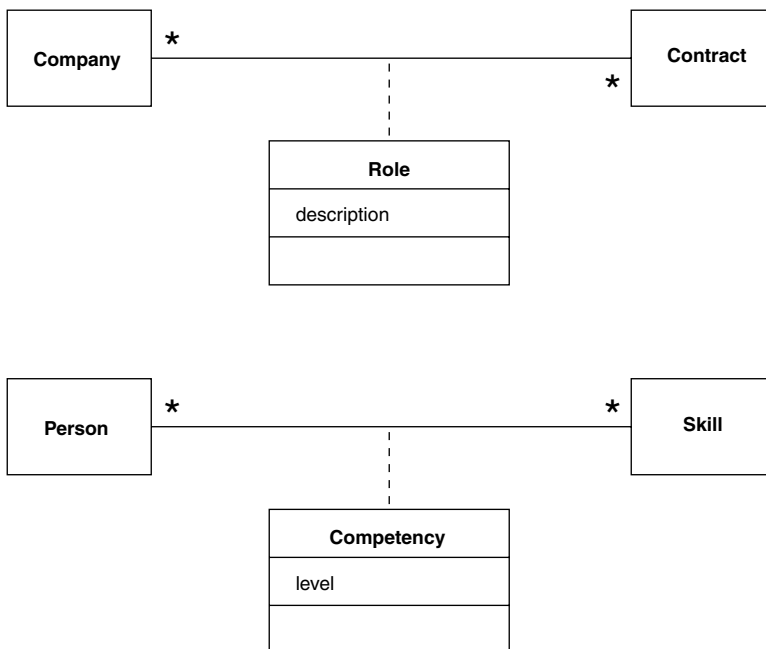 Company
*
*
Contract
Role
description
Person
*
*
Skill
Competency
level